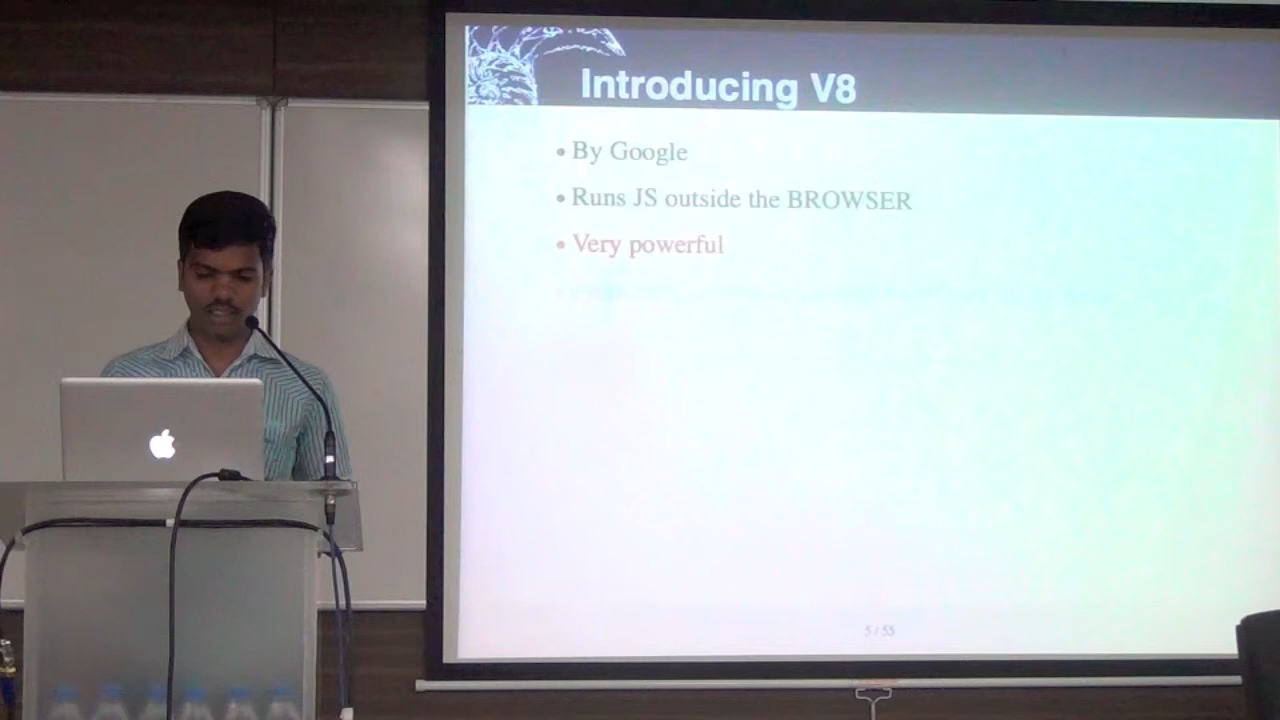 Introducing V8
• By Google
• Runs JS outside the BROWSER
• Very powerful
5 / 55